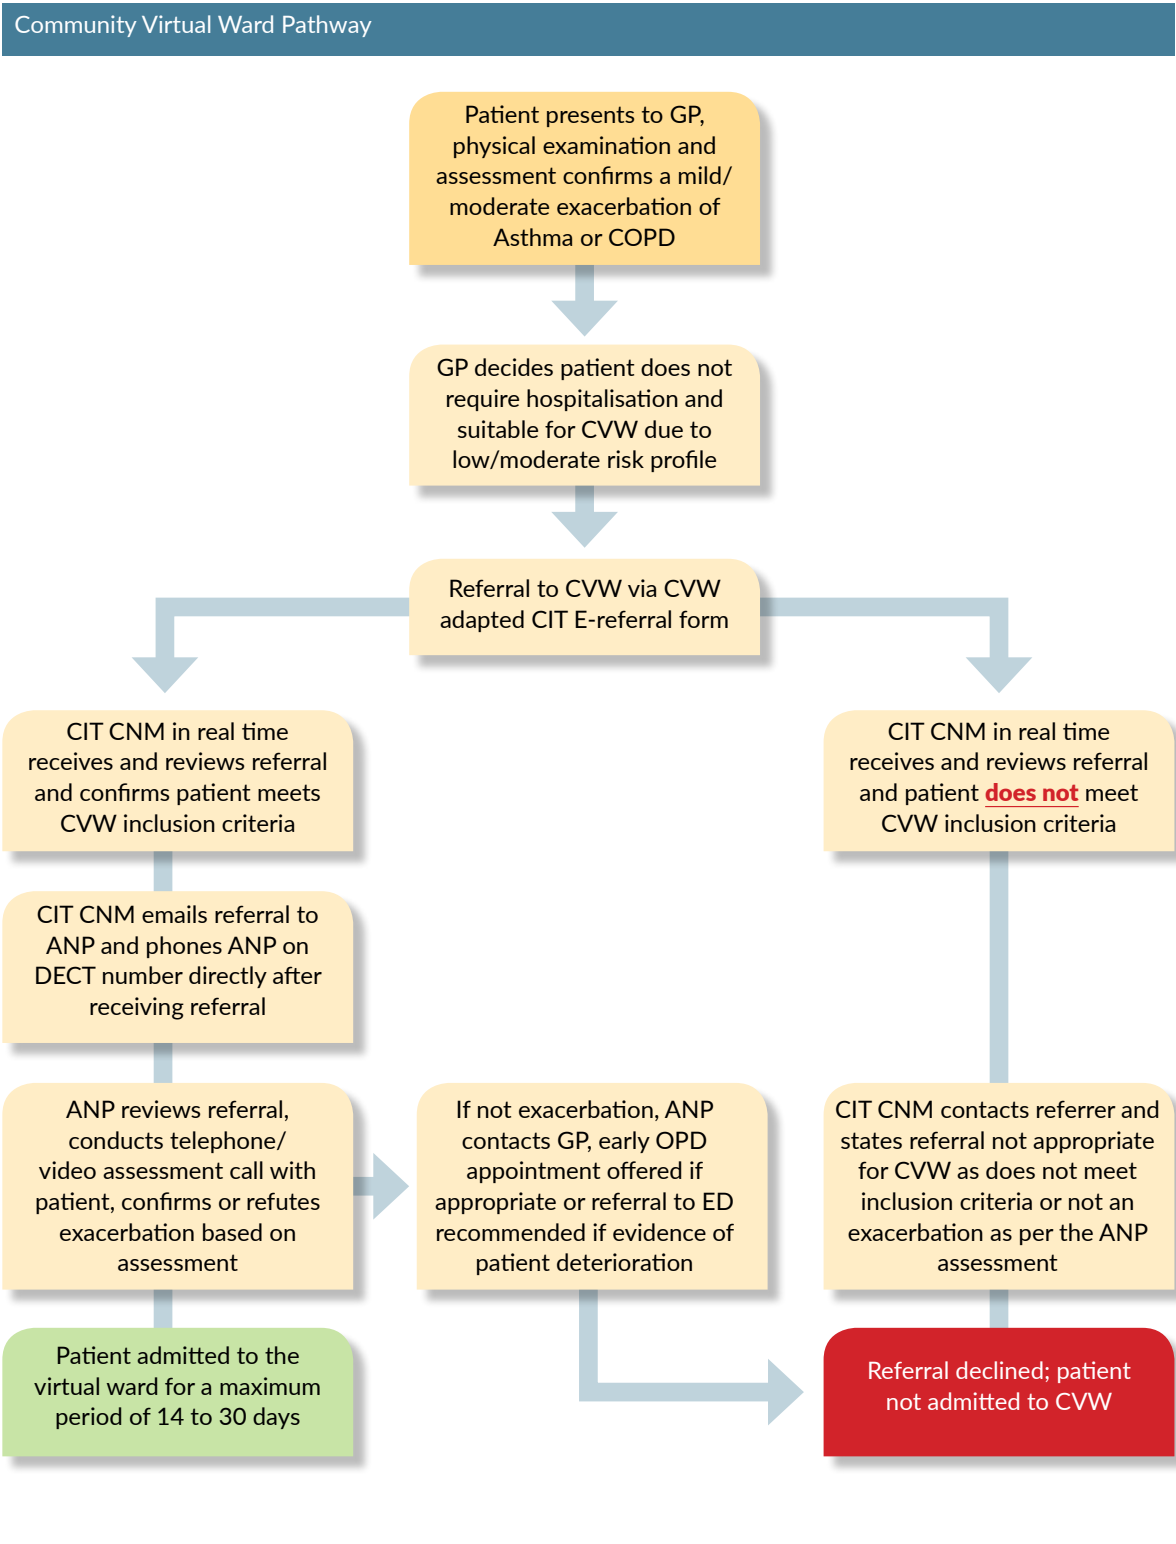 Community Virtual Ward Pathway
Patient presents to GP,
physical examination and
assessment confirms a mild/
moderate exacerbation of
Asthma or COPD
GP decides patient does not
require hospitalisation and
suitable for CVW due to
low/moderate risk profile
Referral to CVW via CVW
adapted CIT E-referral form
CIT CNM in real time
receives and reviews referral
and confirms patient meets
CVW inclusion criteria
CIT CNM in real time
receives and reviews referral
and patient does not meet
CVW inclusion criteria
CIT CNM emails referral to
ANP and phones ANP on
DECT number directly after
receiving referral
ANP reviews referral,
conducts telephone/
video assessment call with
patient, confirms or refutes
exacerbation based on
assessment
If not exacerbation, ANP
contacts GP, early OPD
appointment offered if
appropriate or referral to ED
recommended if evidence of
patient deterioration
CIT CNM contacts referrer and
states referral not appropriate
for CVW as does not meet
inclusion criteria or not an
exacerbation as per the ANP
assessment
Patient admitted to the
virtual ward for a maximum
period of 14 to 30 days
Referral declined; patient
not admitted to CVW